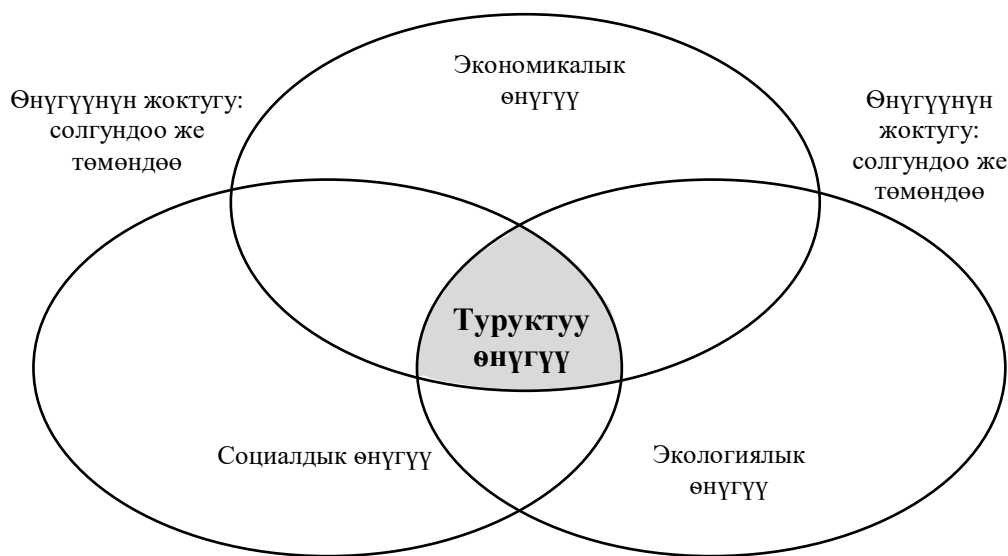 Экономикалык
өнүгүү
Өнүгүүнүн жоктугу:
солгундоо же
төмөндөө
Өнүгүүнүн
жоктугу:
солгундоо же
төмөндөө
Туруктуу
өнүгүү
Социалдык өнүгүү
Экологиялык
өнүгүү